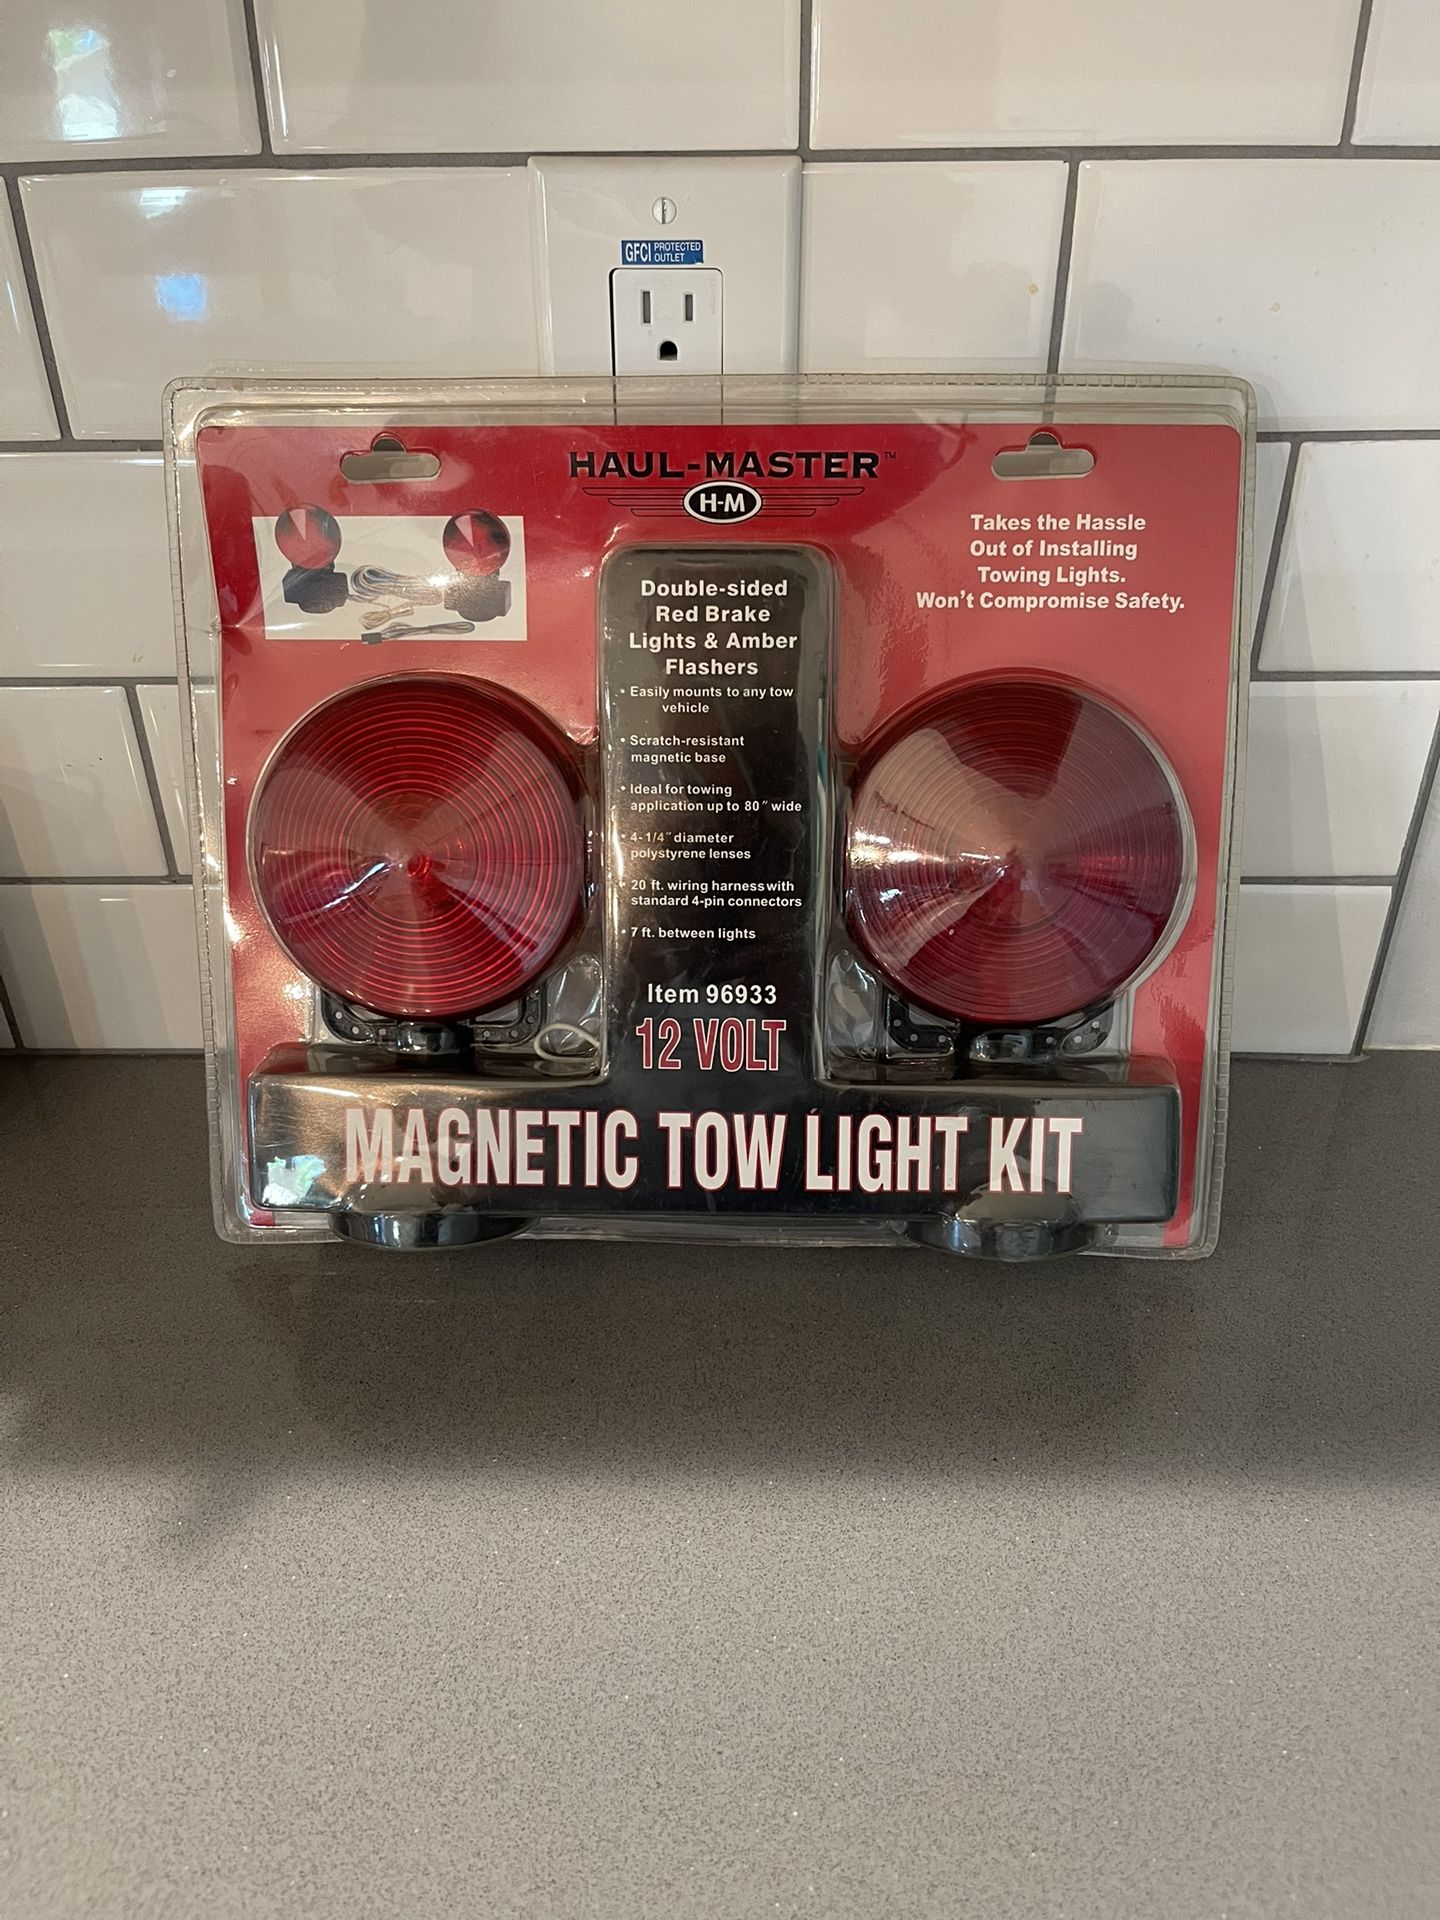 GFCI PROTECTED OUTLET
HAUL-MASTER™
H-M
Takes the Hassle
Out of Installing
Towing Lights.
Won't Compromise Safety.
Double-sided
Red Brake
Lights & Amber
Flashers
• Easily mounts to any tow
vehicle
• Scratch-resistant
magnetic base
• Ideal for towing
application up to 80″ wide
• 4-1/4″ diameter
polystyrene lenses
• 20 ft. wiring harness with
standard 4-pin connectors
• 7 ft. between lights
Item 96933
12 VOLT
MAGNETIC TOW LIGHT KIT